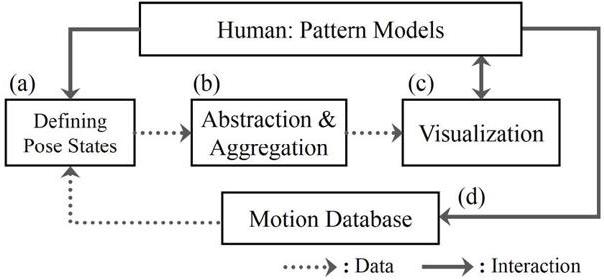 Human: Pattern Models
(a)
(b)
(c)
Defining
Pose States
Abstraction &
Aggregation
Visualization
(d)
Motion Database
: Data
: Interaction